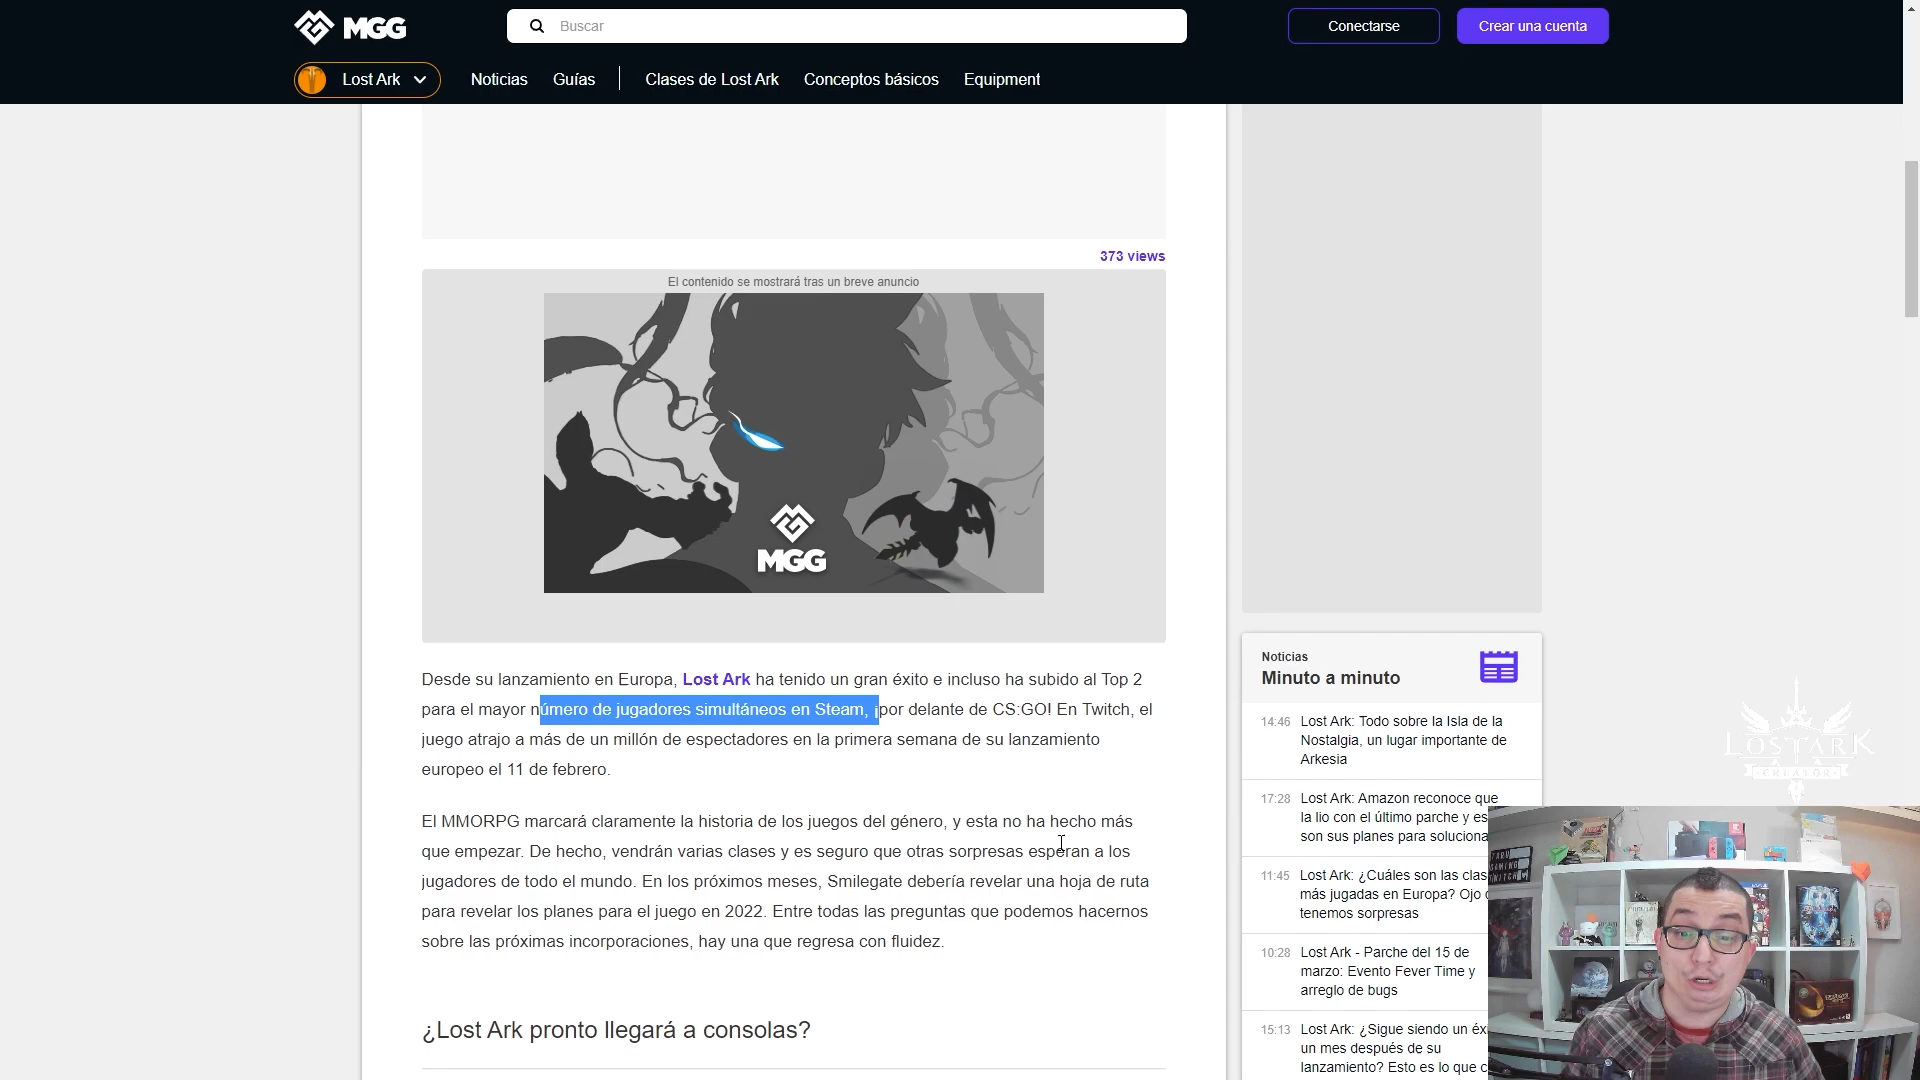 MGG
Buscar
Conectarse
Crear una cuenta
Lost Ark
Noticias
Guías
Clases de Lost Ark
Conceptos básicos
Equipment
373 views
El contenido se mostrará tras un breve anuncio
MGG
Desde su lanzamiento en Europa, Lost Ark ha tenido un gran éxito e incluso ha subido al Top 2
para el mayor número de jugadores simultáneos en Steam, ¡por delante de CS:GO! En Twitch, el
juego atrajo a más de un millón de espectadores en la primera semana de su lanzamiento
europeo el 11 de febrero.
El MMORPG marcará claramente la historia de los juegos del género, y esta no ha hecho más
que empezar. De hecho, vendrán varias clases y es seguro que otras sorpresas esperan a los
jugadores de todo el mundo. En los próximos meses, Smilegate debería revelar una hoja de ruta
para revelar los planes para el juego en 2022. Entre todas las preguntas que podemos hacernos
sobre las próximas incorporaciones, hay una que regresa con fluidez.
¿Lost Ark pronto llegará a consolas?
Noticias
Minuto a minuto
14:46 Lost Ark: Todo sobre la Isla de la
Nostalgia, un lugar importante de
Arkesia
17:28 Lost Ark: Amazon reconoce que
la lio con el último parche y es
son sus planes para soluciona
11:45 Lost Ark: ¿Cuáles son las clas
más jugadas en Europa? Ojo
tenemos sorpresas
10:28 Lost Ark - Parche del 15 de
marzo: Evento Fever Time y
arreglo de bugs
15:13 Lost Ark: ¿Sigue siendo un éx
un mes después de su
lanzamiento? Esto es lo que c
LOST ARK
CREATOR